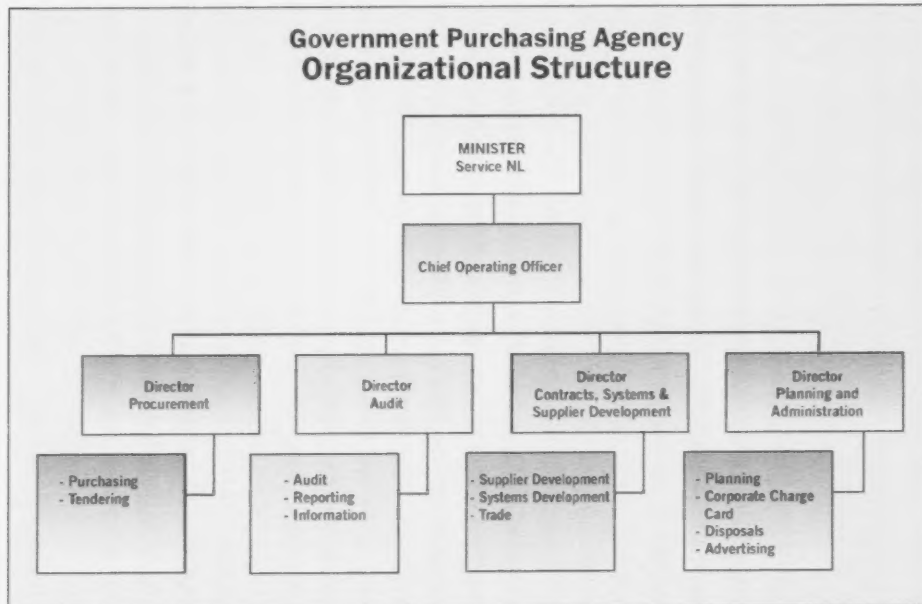 Government Purchasing Agency
Organizational Structure
MINISTER
Service NL
Chief Operating Officer
Director
Procurement
Director
Audit
Director
Contracts, Systems &
Supplier Development
Director
Planning and
Administration
- Purchasing
- Tendering
- Audit
- Reporting
- Information
- Supplier Development
- Systems Development
- Trade
- Planning
- Corporate Charge
Card
- Disposals
- Advertising